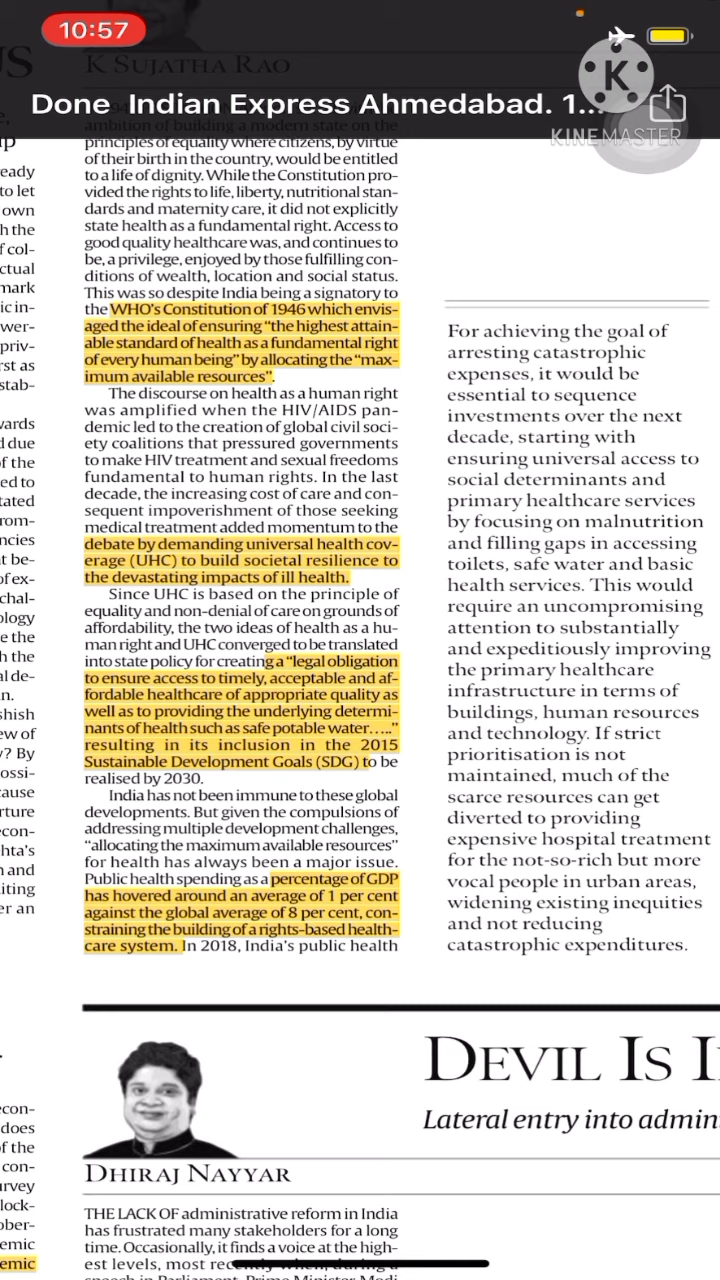 10:57
K SUJATHA RAO
Done Indian Express Ahmedabad. 1...
K
KINEMASTER
ambition of building a modern state on the
principles of equality where citizens, by virtue
of their birth in the country, would be entitled
to a life of dignity. While the Constitution pro-
vided the rights to life, liberty, nutritional stan-
dards and maternity care, it did not explicitly
state health as a fundamental right. Access to
good quality healthcare was, and continues to
be, a privilege, enjoyed by those fulfilling con-
ditions of wealth, location and social status.
This was so despite India being a signatory to
the WHO's Constitution of 1946 which envis-
aged the ideal of ensuring "the highest attain-
able standard of health as a fundamental right
of every human being" by allocating the "max-
imum available resources".
The discourse on health as a human right
was amplified when the HIV/AIDS pan-
demic led to the creation of global civil soci-
ety coalitions that pressured governments
to make HIV treatment and sexual freedoms
fundamental to human rights. In the last
decade, the increasing cost of care and con-
sequent impoverishment of those seeking
medical treatment added momentum to the
debate by demanding universal health cov-
erage (UHC) to build societal resilience to
the devastating impacts of ill health.
Since UHC is based on the principle of
equality and non-denial of care on grounds of
affordability, the two ideas of health as a hu-
man right and UHC converged to be translated
into state policy for creating a "legal obligation
to ensure access to timely, acceptable and af-
fordable healthcare of appropriate quality as
well as to providing the underlying determi-
nants of health such as safe potable water....."
resulting in its inclusion in the 2015
Sustainable Development Goals (SDG) to be
realised by 2030.
India has not been immune to these global
developments. But given the compulsions of
addressing multiple development challenges,
"allocating the maximum available resources"
for health has always been a major issue.
Public health spending as a percentage of GDP
has hovered around an average of 1 per cent
against the global average of 8 per cent, con-
straining the building of a rights-based health-
care system. In 2018, India's public health
For achieving the goal of
arresting catastrophic
expenses, it would be
essential to sequence
investments over the next
decade, starting with
ensuring universal access to
social determinants and
primary healthcare services
by focusing on malnutrition
and filling gaps in accessing
toilets, safe water and basic
health services. This would
require an uncompromising
attention to substantially
and expeditiously improving
the primary healthcare
infrastructure in terms of
buildings, human resources
and technology. If strict
prioritisation is not
maintained, much of the
scarce resources can get
diverted to providing
expensive hospital treatment
for the not-so-rich but more
vocal people in urban areas,
widening existing inequities
and not reducing
catastrophic expenditures.
DEVIL IS I
Lateral entry into admin
DHIRAJ NAYYAR
THE LACK OF administrative reform in India
has frustrated many stakeholders for a long
time. Occasionally, it finds a voice at the high-
est levels, most recently when, during a
speech in Parliament, Prime Minister Modi